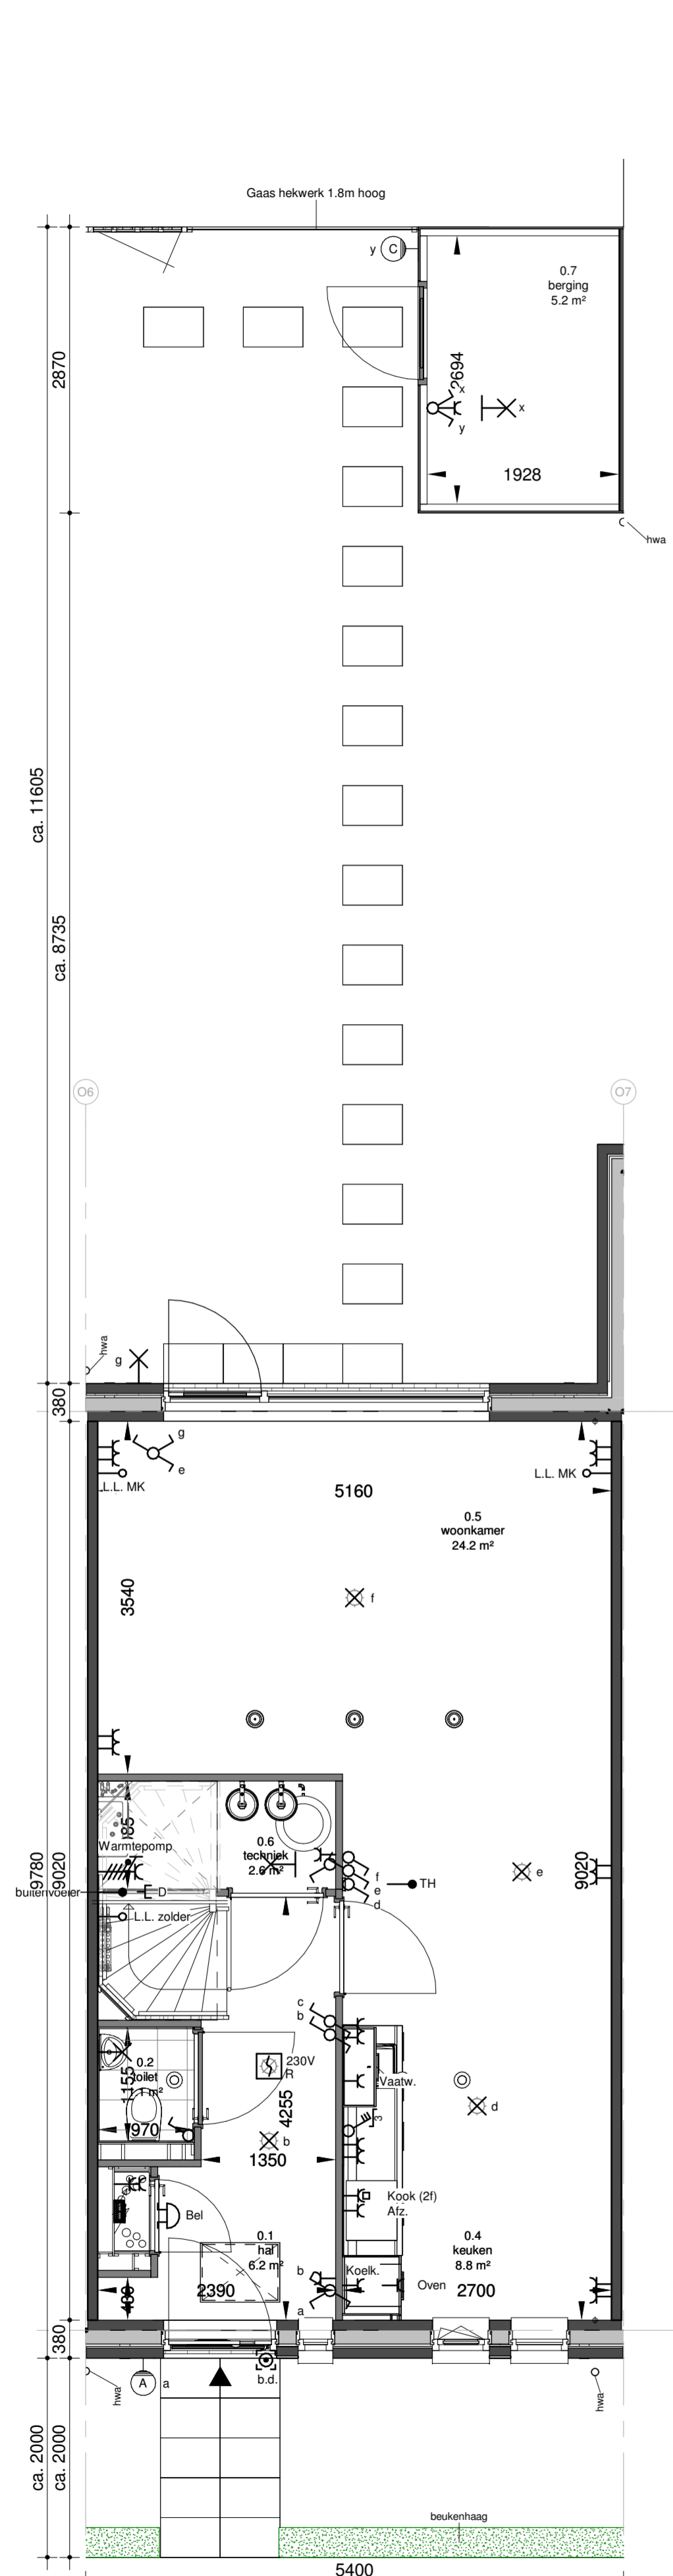 Gaas hekwerk 1.8m hoog
y
C
0.7
berging
5.2 m²
2870
2694
x
x
y
1928
hwa
ca. 11605
ca. 8735
O6
O7
hwa
g
380
g
e
L.L. MK
L.L. MK
5160
0.5
woonkamer
24.2 m²
3540
f
Warmtepomp
0.6
techniek
2.6 m²
9780
9020
f
e
d
TH
e
9020
buitenvoeler
D
L.L. zolder
c
b
230V
R
Vaatw.
0.2
toilet
1155
970
4255
b
d
3
1350
Bel
Kook (2f)
Afz.
0.1
hal
6.2 m²
0.4
keuken
8.8 m²
b
Koelk.
Oven
2390
2700
a
380
b.d.
hwa
A
a
hwa
ca. 2000
ca. 2000
beukenhaag
5400